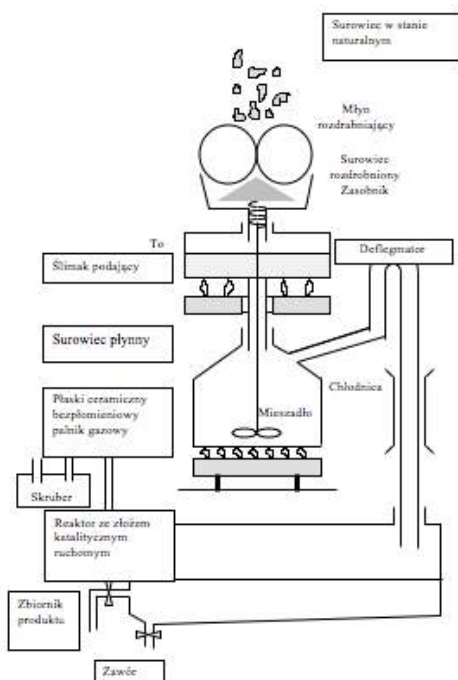 Surowiec w stanie
naturalnym
Młyn
rozdrabniający
Surowiec
rozdrobniony
Zasobnik
To
Deflegmator
Ślimak podający
Surowiec płynny
Płaski ceramiczny
bezpłomieniowy
palnik gazowy
Chłodnica
Mieszadło
Skruber
Reaktor ze złożem
katalitycznym
ruchomym
Zbiornik
produktu
Zawór